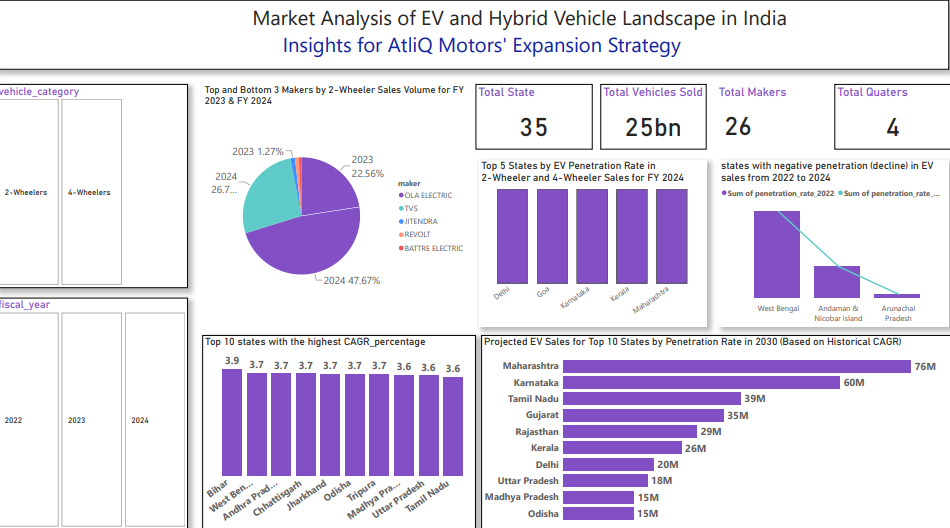 Market Analysis of EV and Hybrid Vehicle Landscape in India
Insights for AtliQ Motors' Expansion Strategy
vehicle_category
2-Wheelers
4-Wheelers
fiscal_year
2022
2023
2024
Top and Bottom 3 Makers by 2-Wheeler Sales Volume for FY
2023 & FY 2024
2023 1.27%
2023
22.56%
2024
26.7...
2024 47.67%
maker
OLA ELECTRIC
TVS
JITENDRA
REVOLT
BATTRE ELECTRIC
Total State
35
Total Vehicles Sold
25bn
Total Makers
26
Total Quaters
4
Top 5 States by EV Penetration Rate in
2-Wheeler and 4-Wheeler Sales for FY 2024
Delhi
Goa
Karnataka
Kerala
Maharashtra
states with negative penetration (decline) in EV
sales from 2022 to 2024
Sum of penetration_rate_2022
Sum of penetration_rate_...
West Bengal
Andaman &
Nicobar Island
Arunachal
Pradesh
Top 10 states with the highest CAGR_percentage
3.9
3.7
3.7
3.7
3.7
3.7
3.7
3.6
3.6
3.6
Bihar
West Ben...
Andhra Prad...
Chhattisgarh
Jharkhand
Odisha
Tripura
Madhya Pra...
Uttar Pradesh
Tamil Nadu
Projected EV Sales for Top 10 States by Penetration Rate in 2030 (Based on Historical CAGR)
Maharashtra 76M
Karnataka 60M
Tamil Nadu 39M
Gujarat 35M
Rajasthan 29M
Kerala 26M
Delhi 20M
Uttar Pradesh 18M
Madhya Pradesh 15M
Odisha 15M